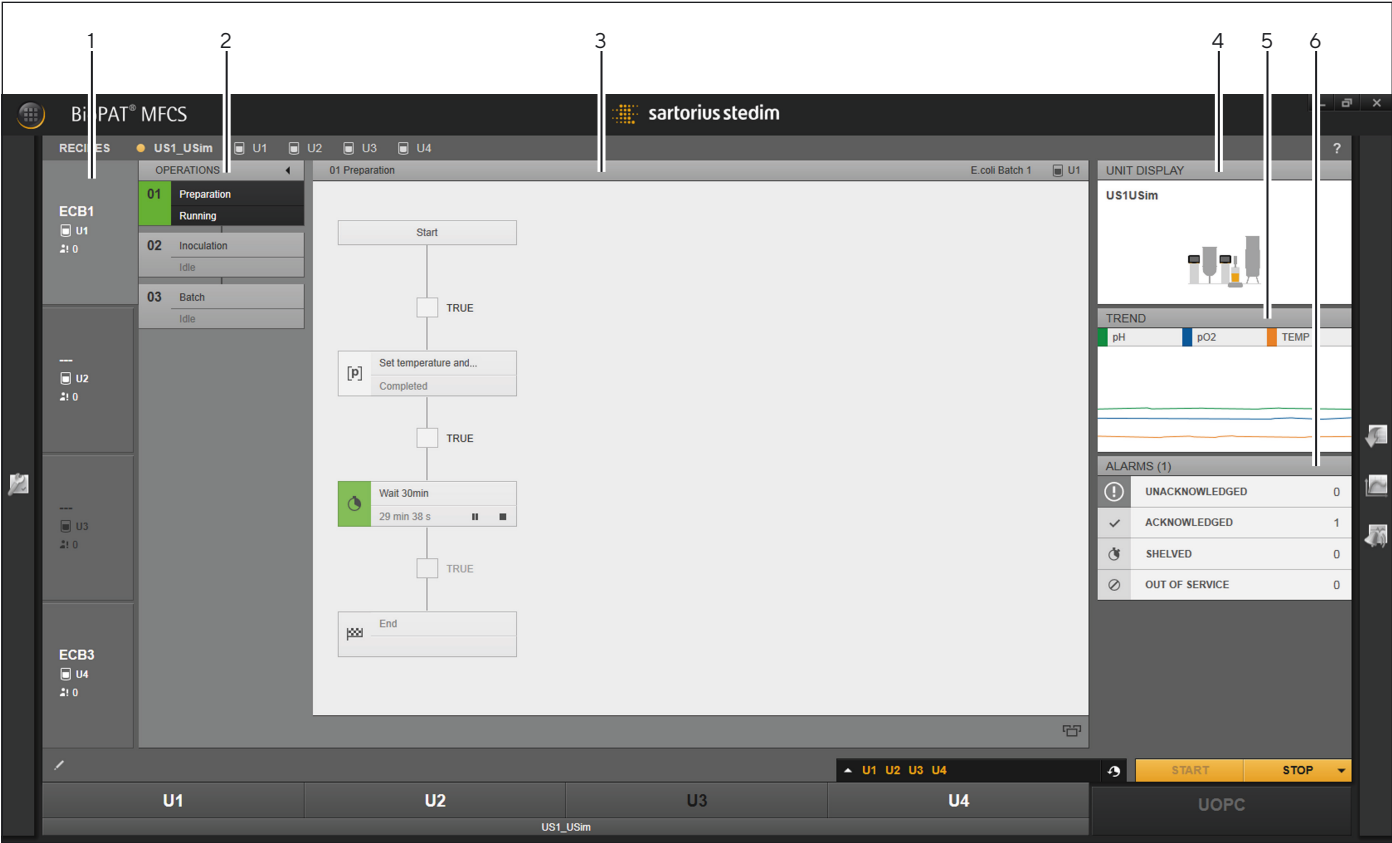 1 2 3 4 5 6
BioPAT® MFCS
sartorius stedim
RECIPES US1_USim U1 U2 U3 U4 ?
OPERATIONS
01 Preparation
Running
02 Inoculation
Idle
03 Batch
Idle
ECB1
U1
0
---
U2
0
---
U3
0
ECB3
U4
0
01 Preparation E.coli Batch 1 U1
Start
TRUE
[p] Set temperature and...
Completed
TRUE
Wait 30min
29 min 38 s
TRUE
End
UNIT DISPLAY
US1USim
TREND
pH pO2 TEMP
ALARMS (1)
UNACKNOWLEDGED 0
ACKNOWLEDGED 1
SHELVED 0
OUT OF SERVICE 0
U1 U2 U3 U4
START STOP
U1 U2 U3 U4 UOPC
US1_USim